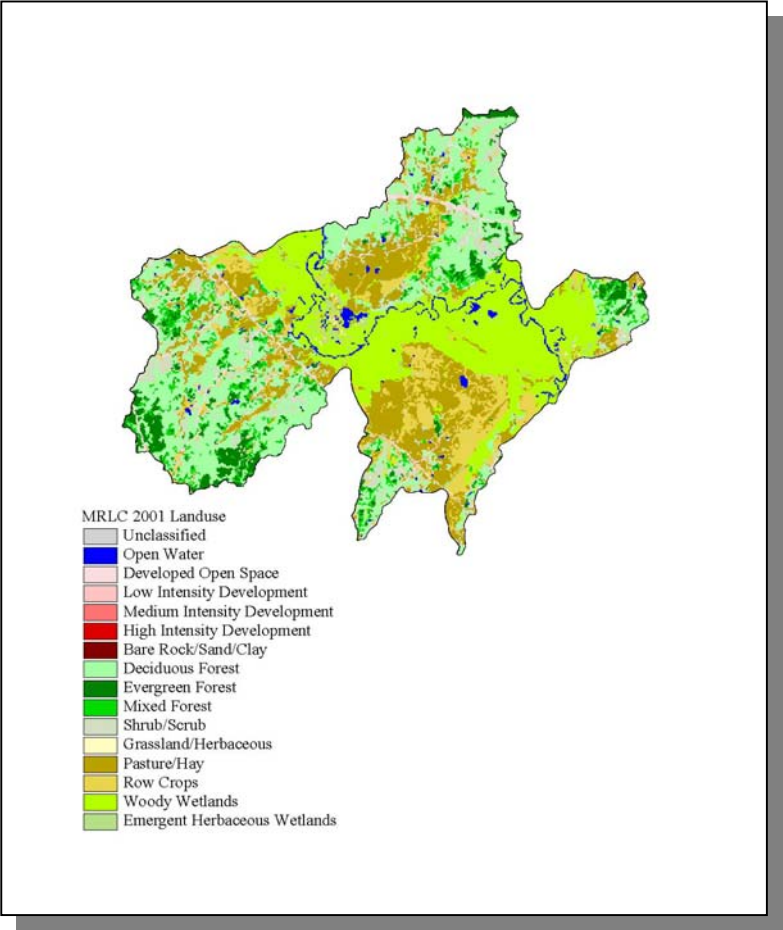 MRLC 2001 Landuse
Unclassified
Open Water
Developed Open Space
Low Intensity Development
Medium Intensity Development
High Intensity Development
Bare Rock/Sand/Clay
Deciduous Forest
Evergreen Forest
Mixed Forest
Shrub/Scrub
Grassland/Herbaceous
Pasture/Hay
Row Crops
Woody Wetlands
Emergent Herbaceous Wetlands